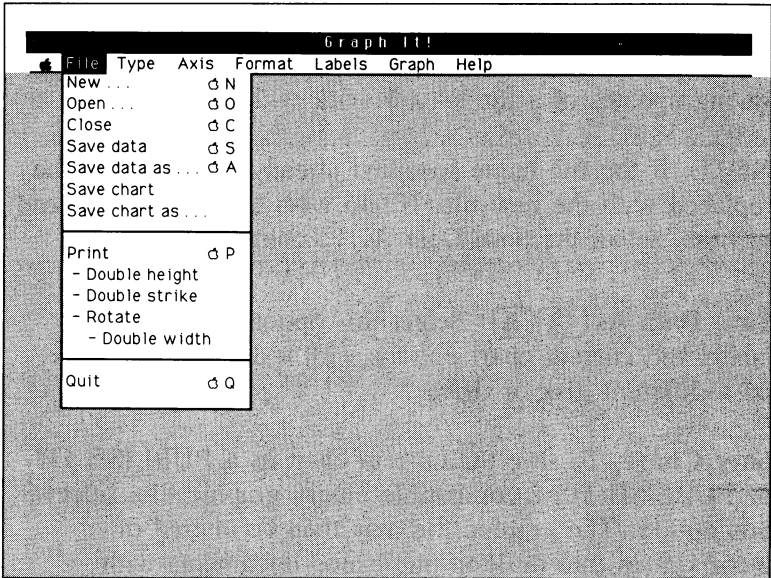 Graph It!
File Type Axis Format Labels Graph Help
New . . . N
Open . . . O
Close C
Save data S
Save data as . . . A
Save chart
Save chart as . . .
Print P
- Double height
- Double strike
- Rotate
- Double width
Quit Q